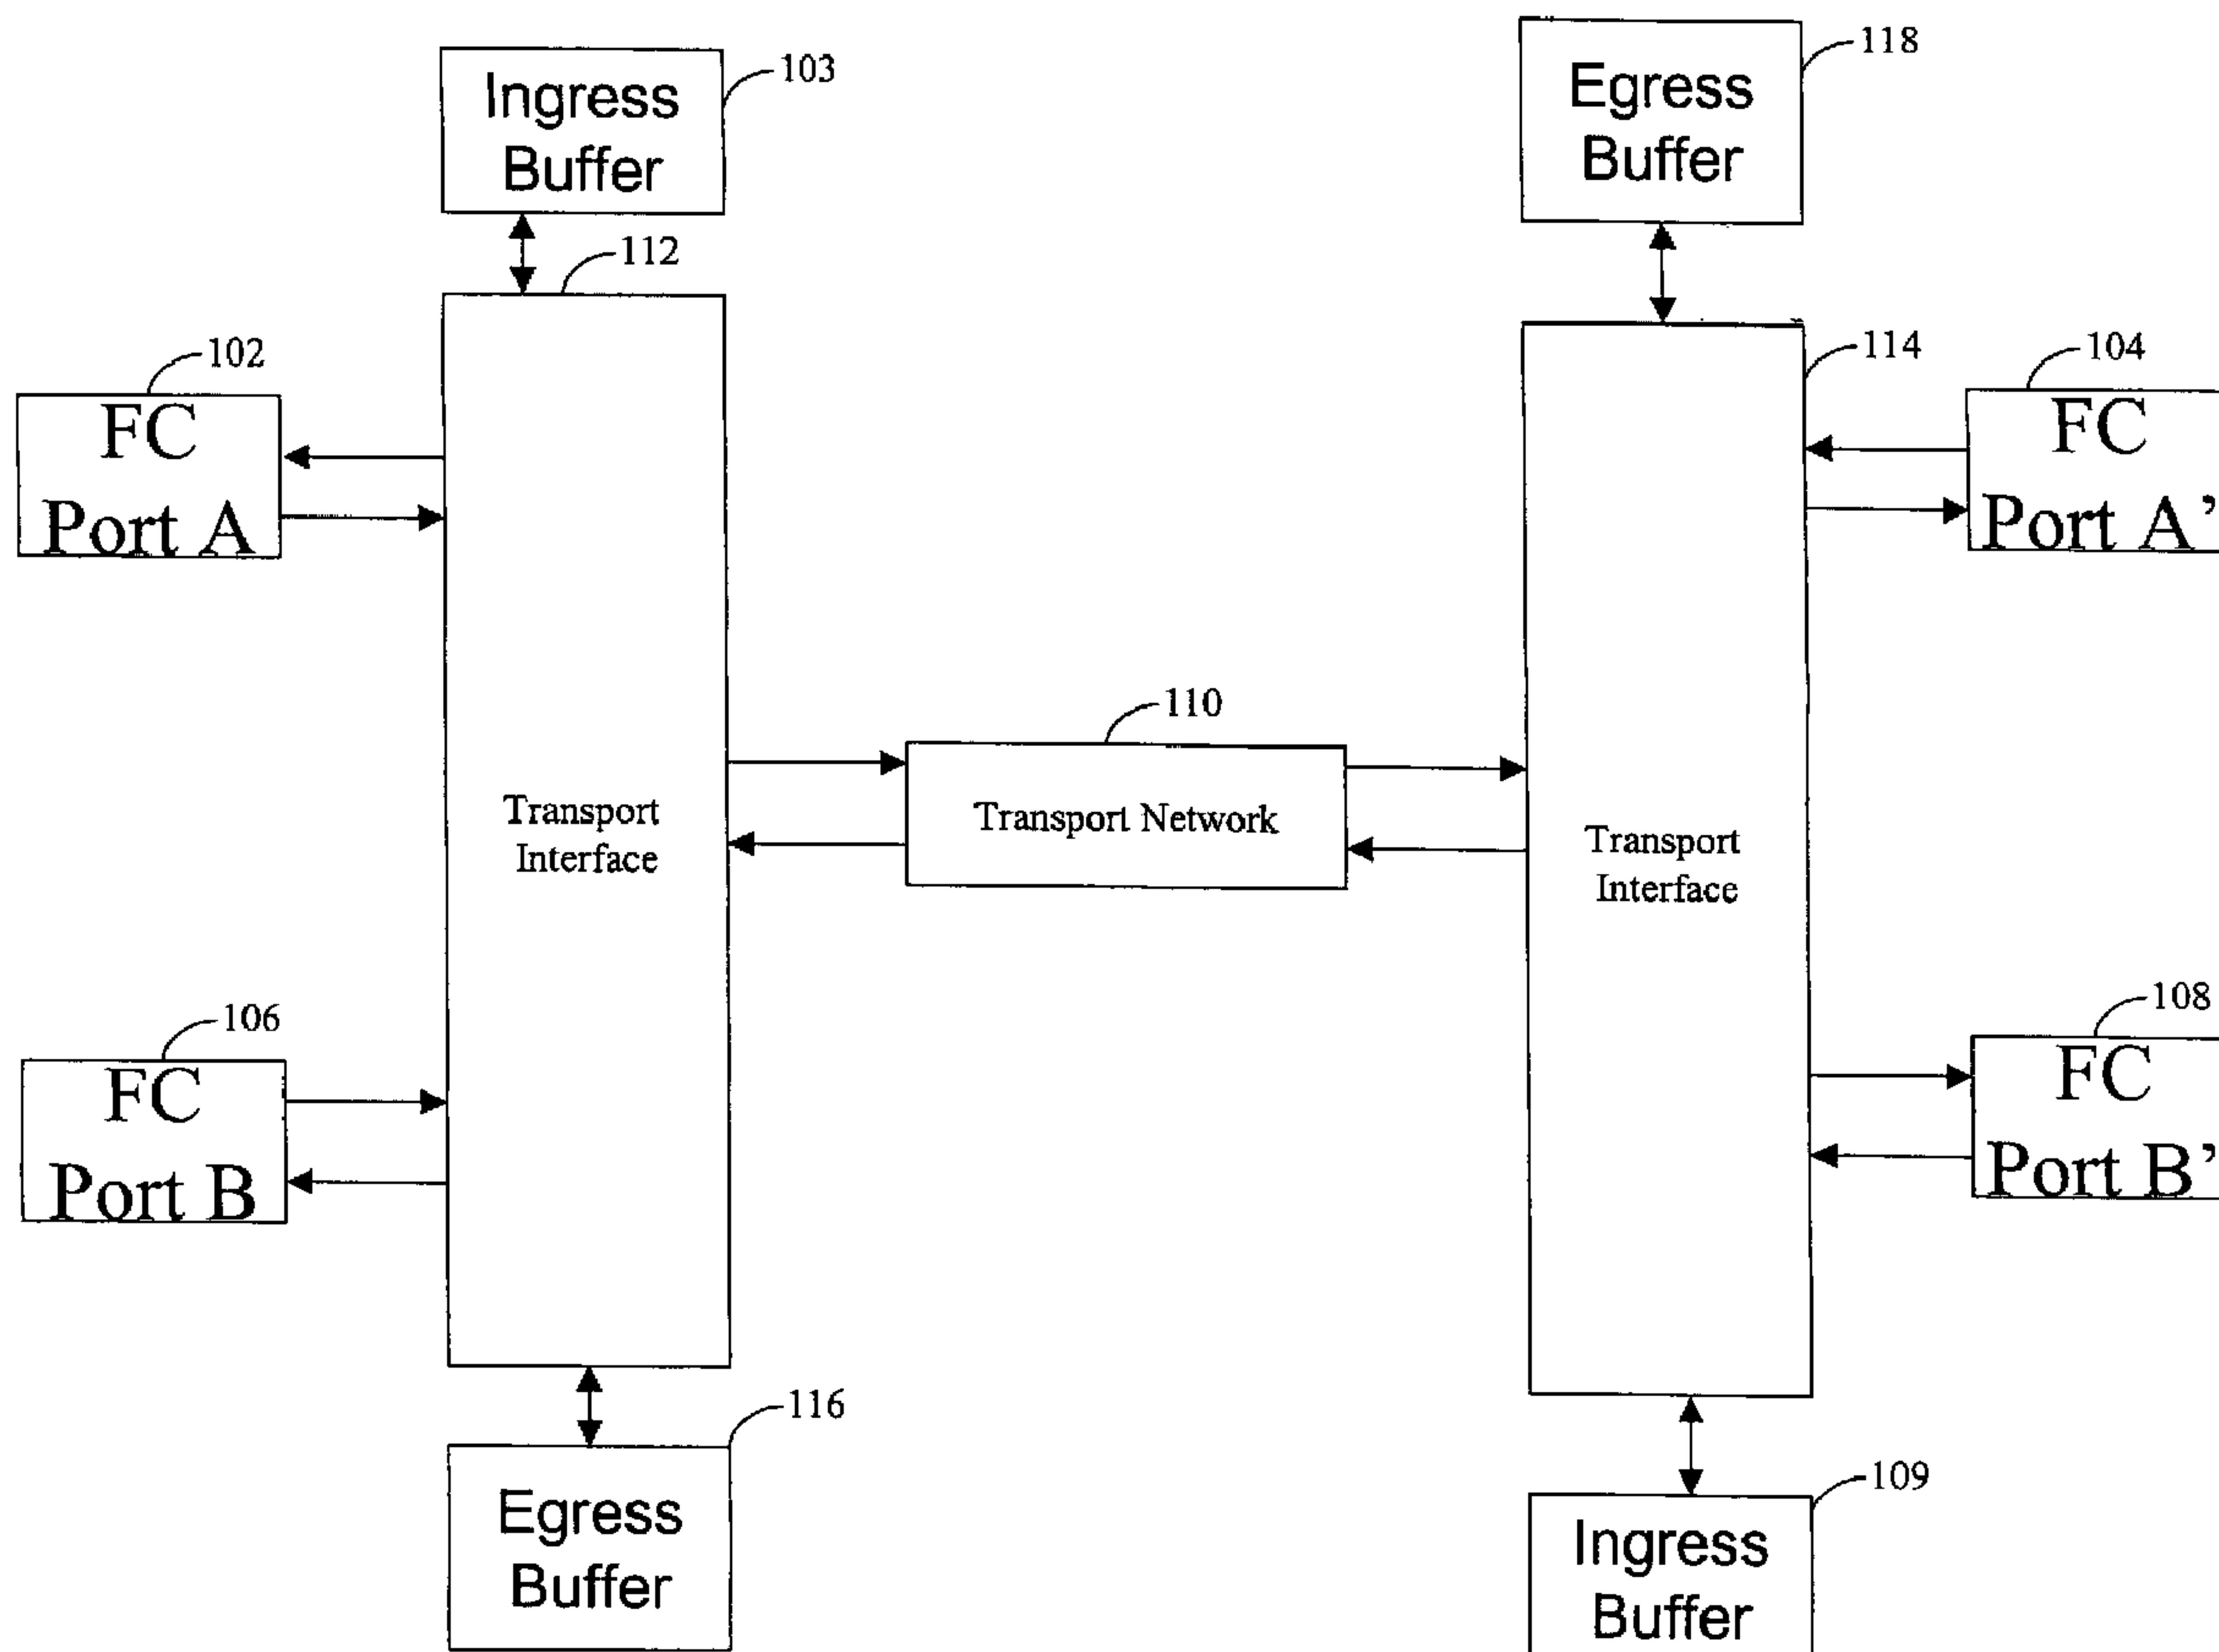 103
Ingress
Buffer
118
Egress
Buffer
112
102
FC
Port A
114
104
FC
Port A’
110
Transport Network
Transport
Interface
Transport
Interface
106
FC
Port B
108
FC
Port B’
116
Egress
Buffer
109
Ingress
Buffer